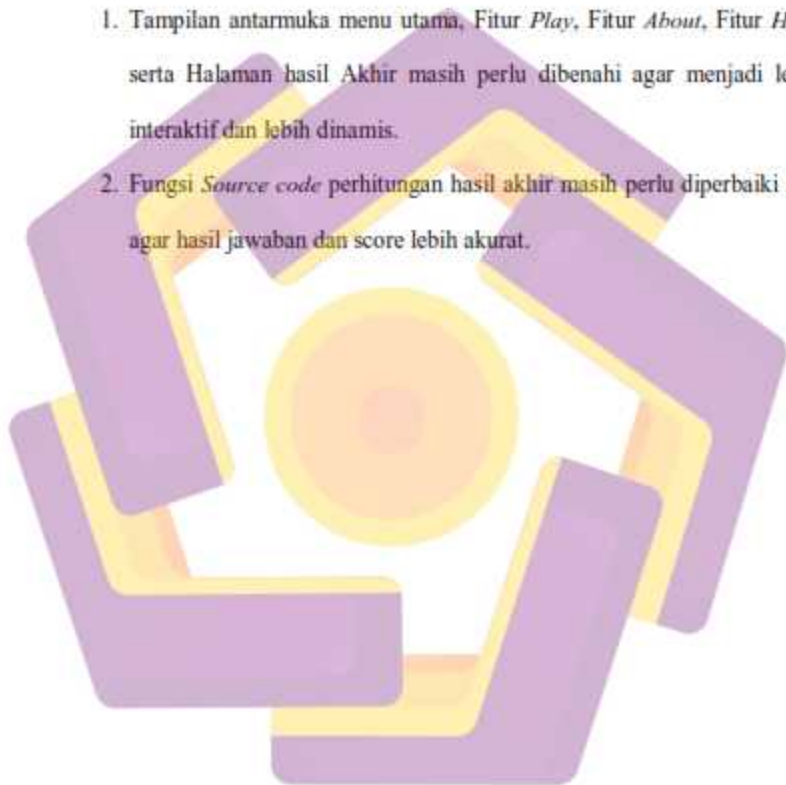 1. Tampilan antarmuka menu utama, Fitur Play, Fitur About, Fitur
serta Halaman hasil Akhir masih perlu dibenahi agar menjadi
interaktif dan lebih dinamis.
2. Fungsi Source code perhitungan hasil akhir masih perlu diperbaiki
agar hasil jawaban dan score lebih akurat.